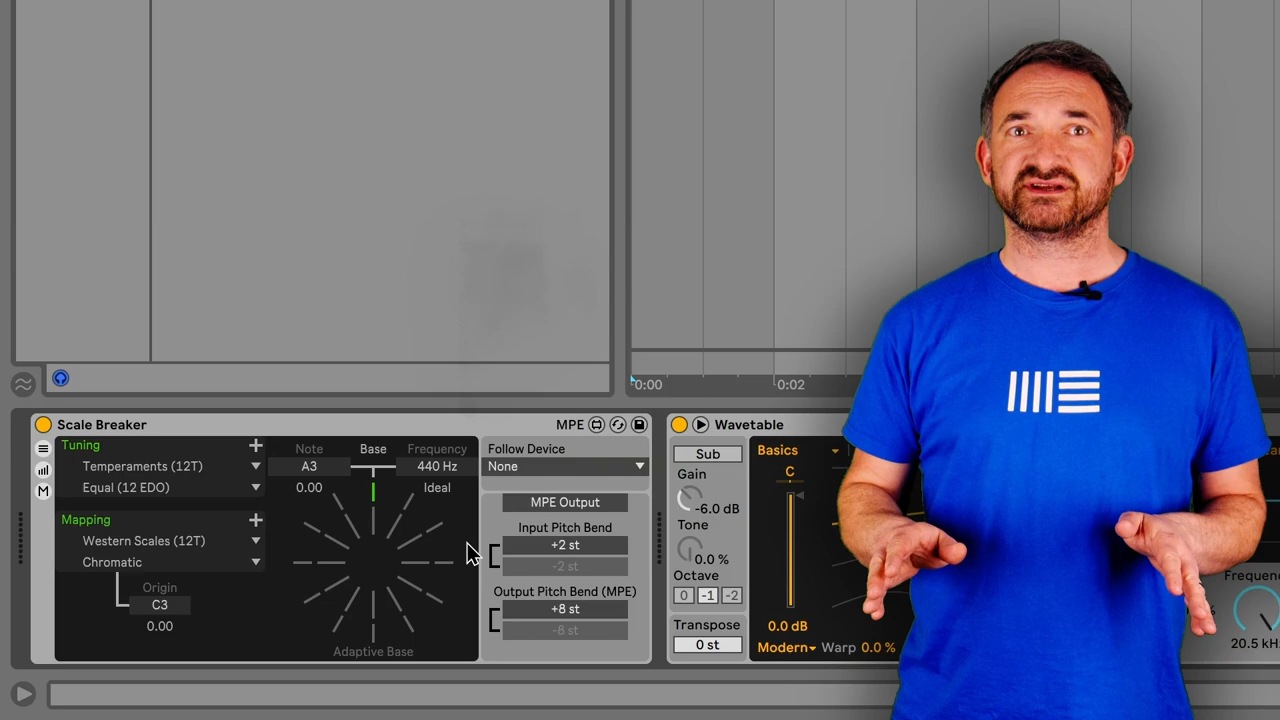 0:00
0:02
Scale Breaker
MPE
Tuning
Temperaments (12T)
Equal (12 EDO)
Mapping
Western Scales (12T)
Chromatic
Origin
C3
0.00
Note
Base
Frequency
A3
440 Hz
0.00
Ideal
Adaptive Base
Follow Device
None
MPE Output
Input Pitch Bend
+2 st
-2 st
Output Pitch Bend (MPE)
+8 st
-8 st
M
Wavetable
Sub
Gain
-6.0 dB
Tone
0.0 %
Octave
0 -1 -2
Transpose
0 st
Basics
C
0.0 dB
Modern Warp 0.0 %
%
20.5 kH